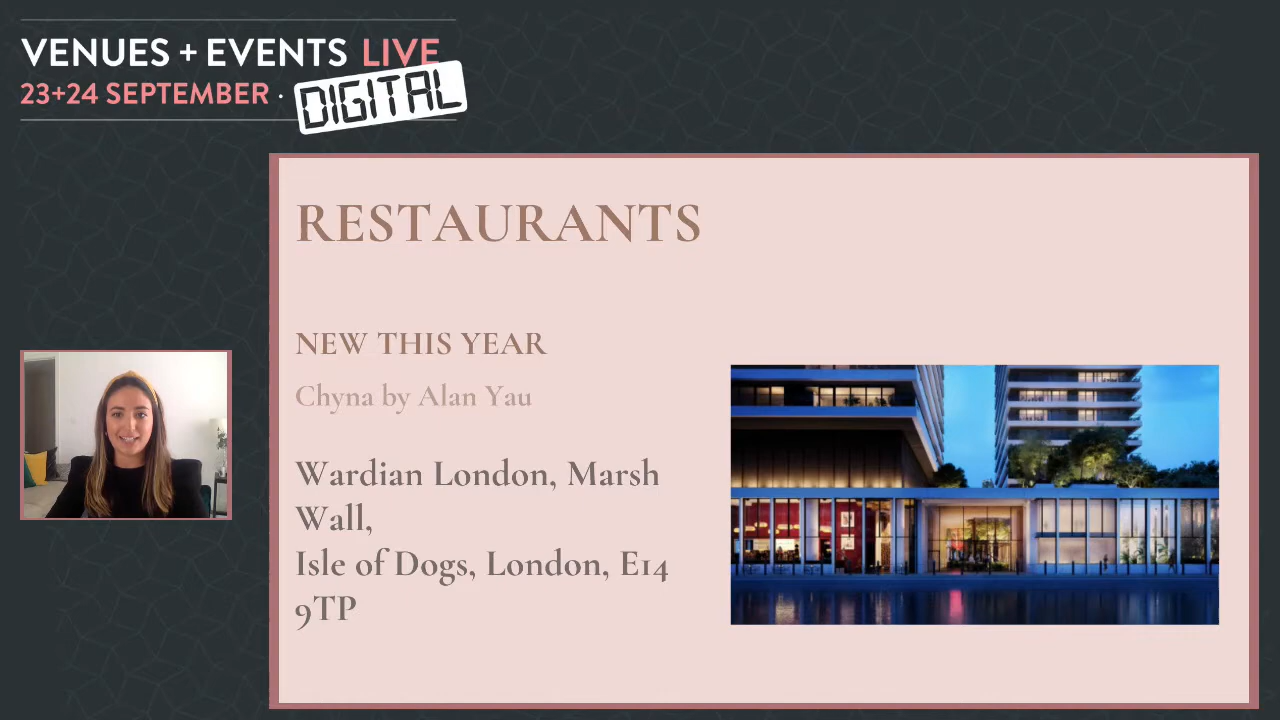 VENUES + EVENTS LIVE
23+24 SEPTEMBER · DIGITAL
RESTAURANTS
NEW THIS YEAR
Chyna by Alan Yau
Wardian London, Marsh
Wall,
Isle of Dogs, London, E14
9TP